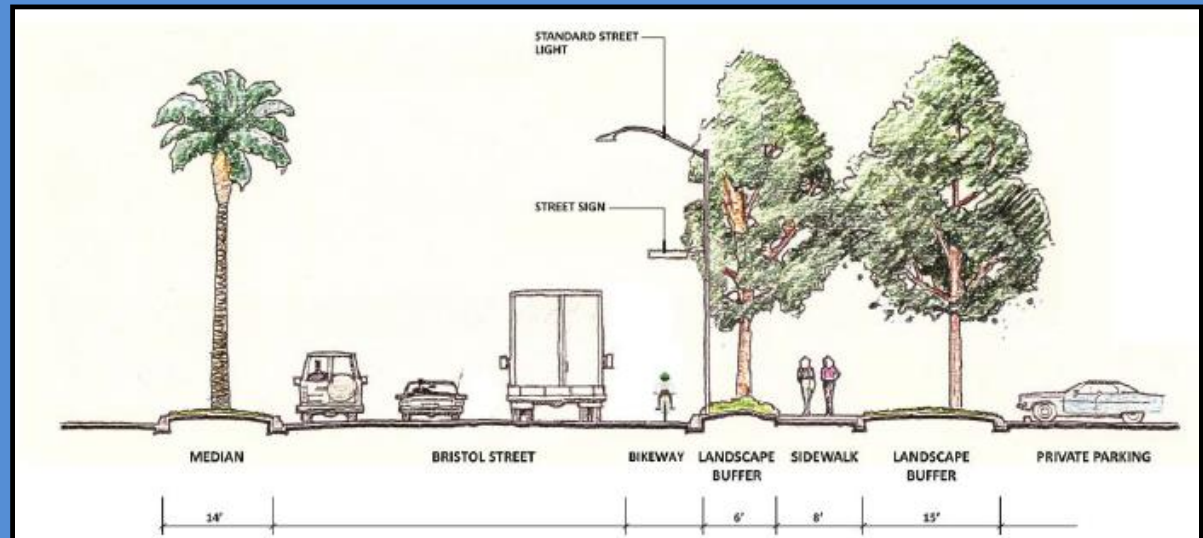 STANDARD STREET
LIGHT
STREET SIGN
MEDIAN
BRISTOL STREET
BIKEWAY
LANDSCAPE
BUFFER
SIDEWALK
LANDSCAPE
BUFFER
PRIVATE PARKING
14'
6'
8'
15'